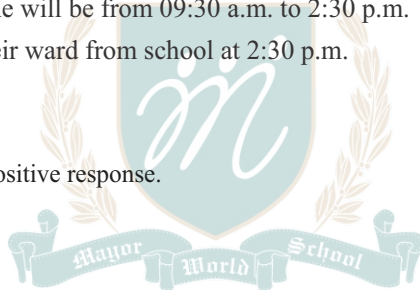 e will be from 09:30 a.m. to 2:30 p.m.
eir ward from school at 2:30 p.m.
ositive response.
Mayor World School